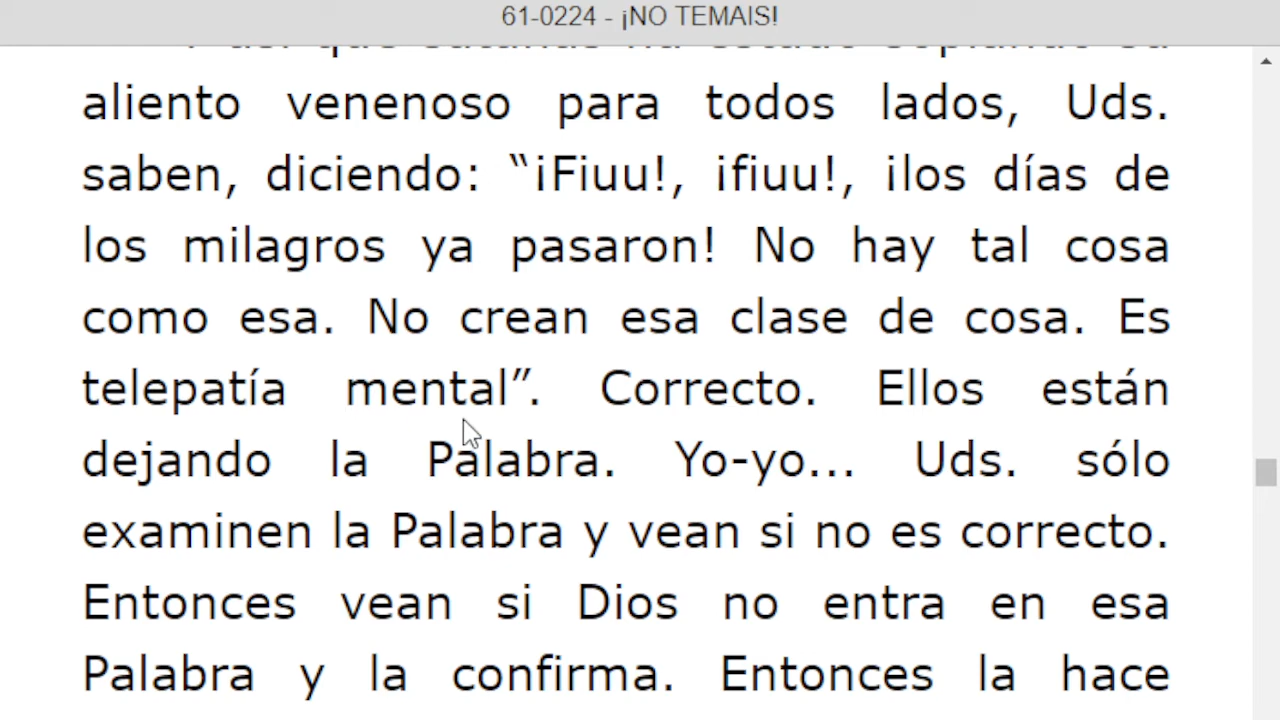 61-0224 - ¡NO TEMAIS!
aliento venenoso para todos lados, Uds.
saben, diciendo: “¡Fiuu!, ¡fiuu!, ¡los días de
los milagros ya pasaron! No hay tal cosa
como esa. No crean esa clase de cosa. Es
telepatía mental”. Correcto. Ellos están
dejando la Palabra. Yo-yo... Uds. sólo
examinen la Palabra y vean si no es correcto.
Entonces vean si Dios no entra en esa
Palabra y la confirma. Entonces la hace